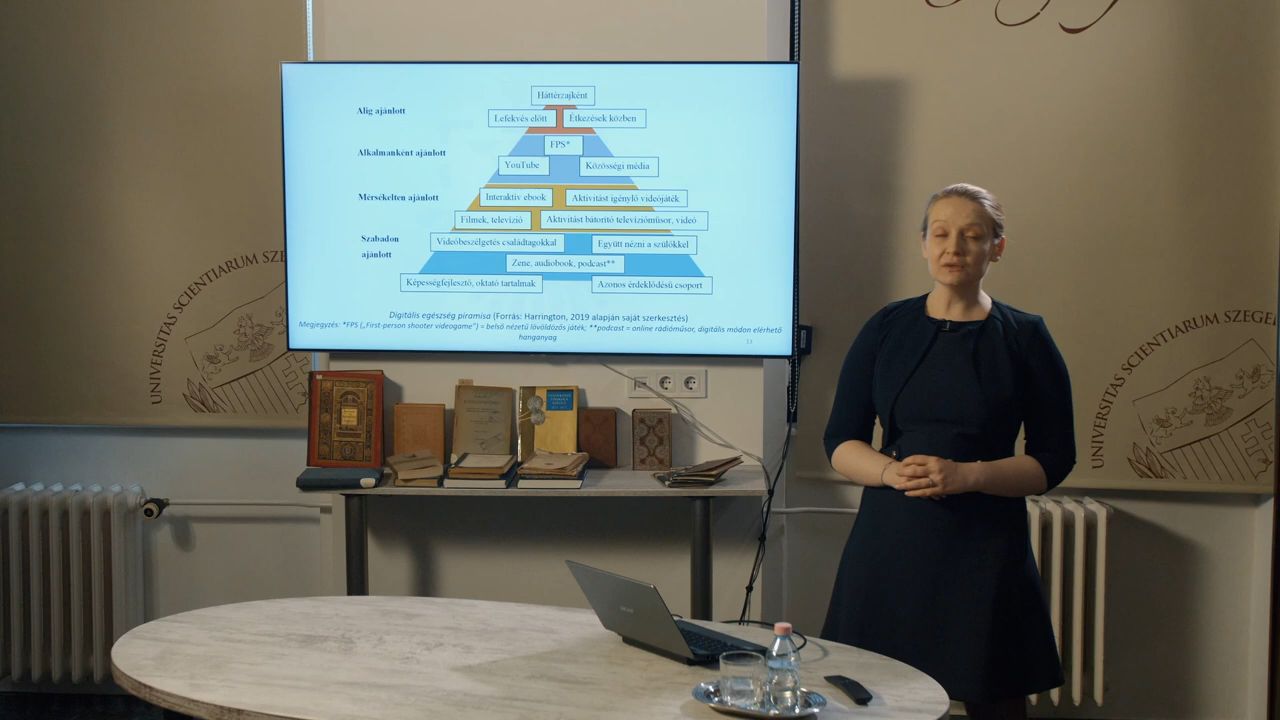 Háttérzajként
Alig ajánlott
Lefekvés előtt
Étkezések közben
FPS*
Alkalmanként ajánlott
YouTube
Közösségi média
Mérsékelten ajánlott
Interaktív ebook
Aktivitást igénylő videójáték
Filmek, televízió
Aktivitást bátorító televízióműsor, videó
Szabadon
ajánlott
Videóbeszélgetés családtagokkal
Együtt nézni a szülőkkel
Zene, audiobook, podcast**
Képességfejlesztő, oktató tartalmak
Azonos érdeklődésű csoport
Digitális egészség piramisa (Forrás: Harrington, 2019 alapján saját szerkesztés)
Megjegyzés: *FPS („First-person shooter videogame") = belső nézetű lövöldözős játék; **podcast = online rádióműsor, digitális módon elérhető
hanganyag
13
UNIVERSITAS SCIENTIARUM SZE
UNIVERSITAS SCIENTIARUM SZEGE